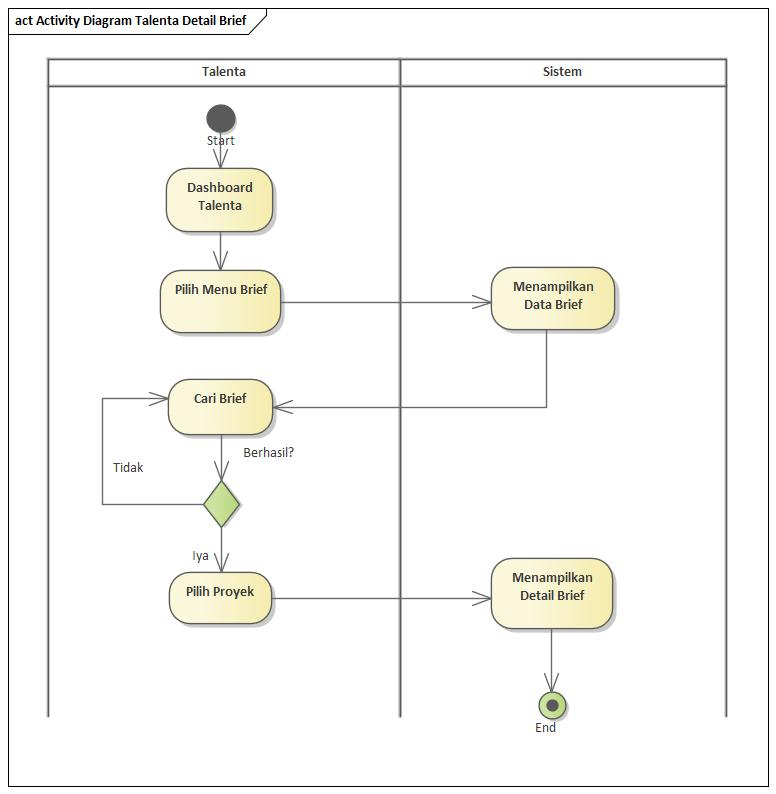 act Activity Diagram Talenta Detail Brief
Talenta
Sistem
Start
Dashboard
Talenta
Pilih Menu Brief
Menampilkan
Data Brief
Cari Brief
Berhasil?
Tidak
Iya
Pilih Proyek
Menampilkan
Detail Brief
End